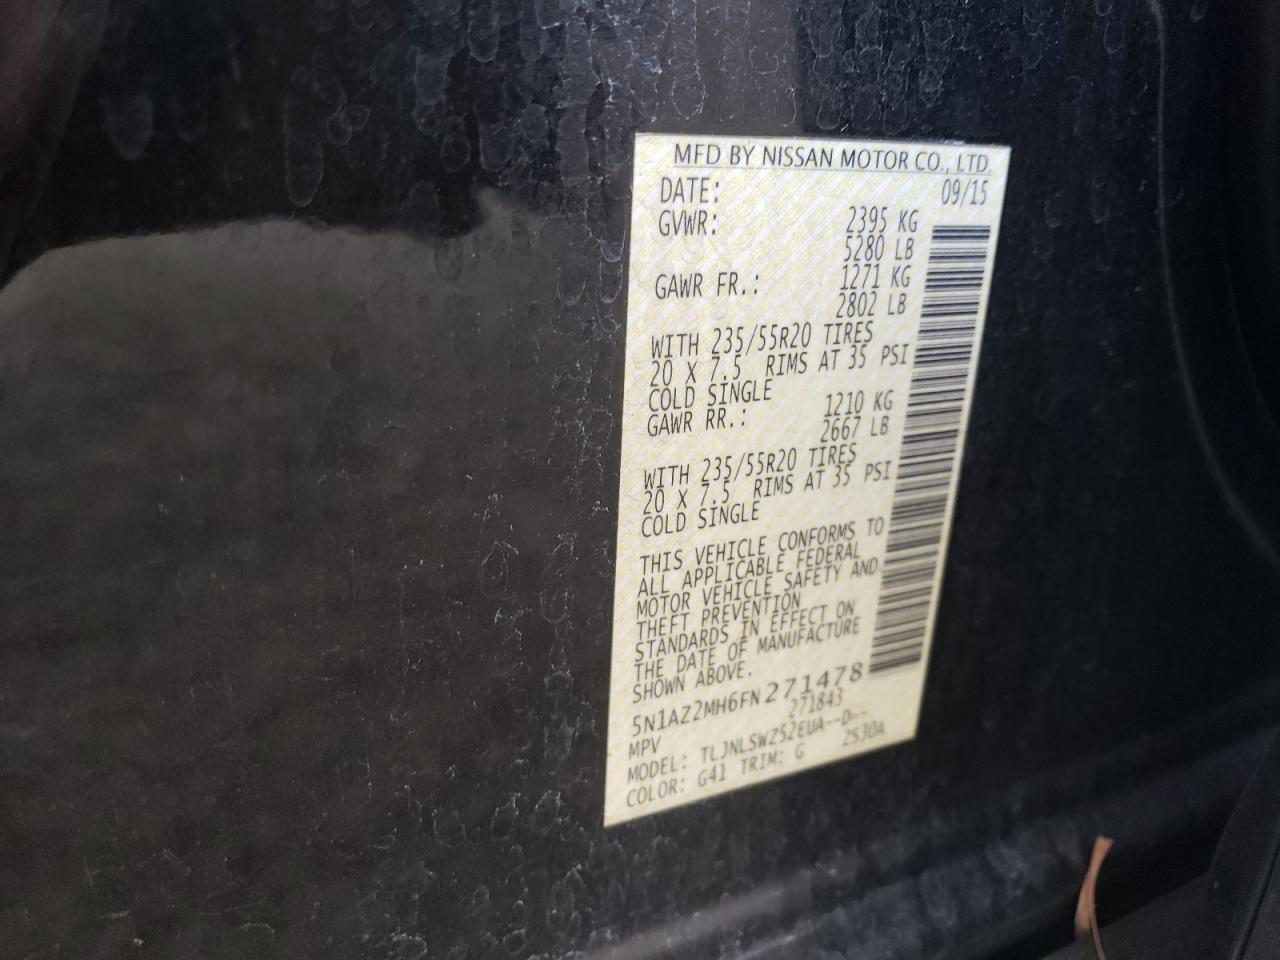 MFD BY NISSAN MOTOR CO., LTD.
DATE: 09/15
GVWR: 2395 KG
5280 LB
GAWR FR.: 1271 KG
2802 LB
WITH 235/55R20 TIRES
20 X 7.5 RIMS AT 35 PSI
COLD SINGLE
GAWR RR.: 1210 KG
2667 LB
WITH 235/55R20 TIRES
20 X 7.5 RIMS AT 35 PSI
COLD SINGLE
THIS VEHICLE CONFORMS TO
ALL APPLICABLE FEDERAL
MOTOR VEHICLE SAFETY AND
THEFT PREVENTION
STANDARDS IN EFFECT ON
THE DATE OF MANUFACTURE
SHOWN ABOVE.
5N1AZ2MH6FN271478
MPV 271843
MODEL: TLJNLSWZ52EUA--D--
COLOR: G41 TRIM: G ZS30A